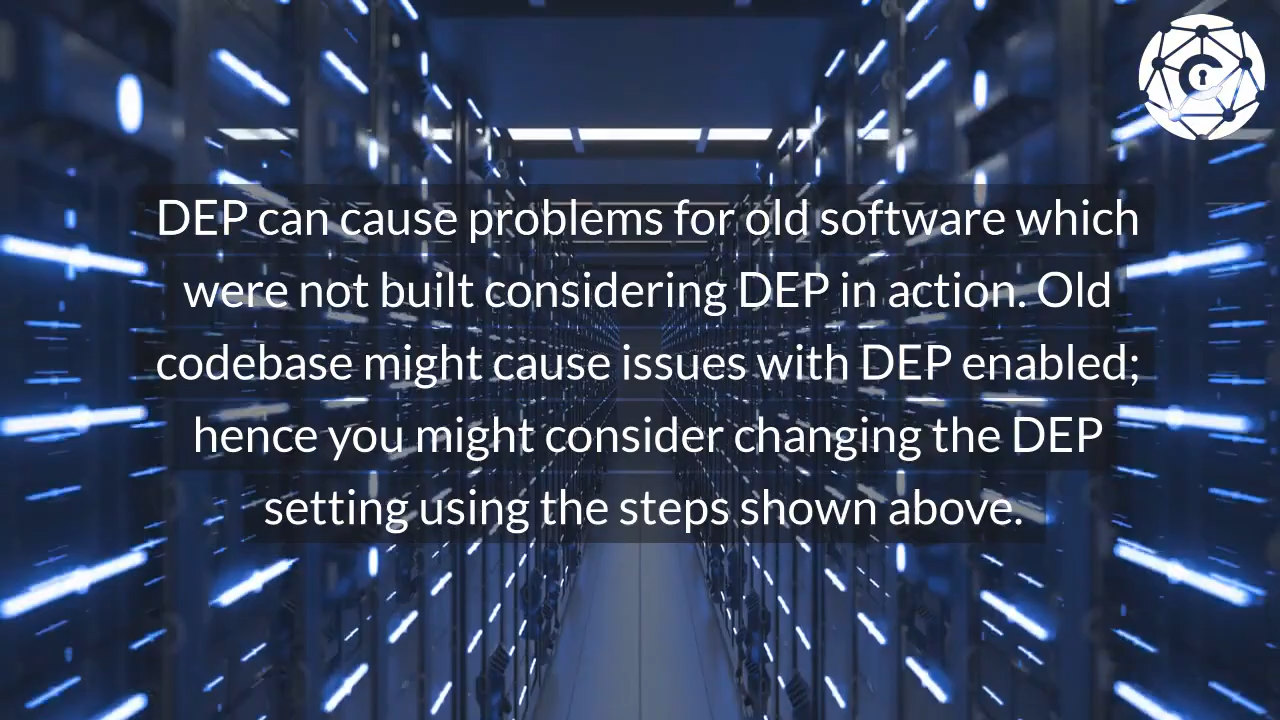 DEP can cause problems for old software which
were not built considering DEP in action. Old
codebase might cause issues with DEP enabled;
hence you might consider changing the DEP
setting using the steps shown above.